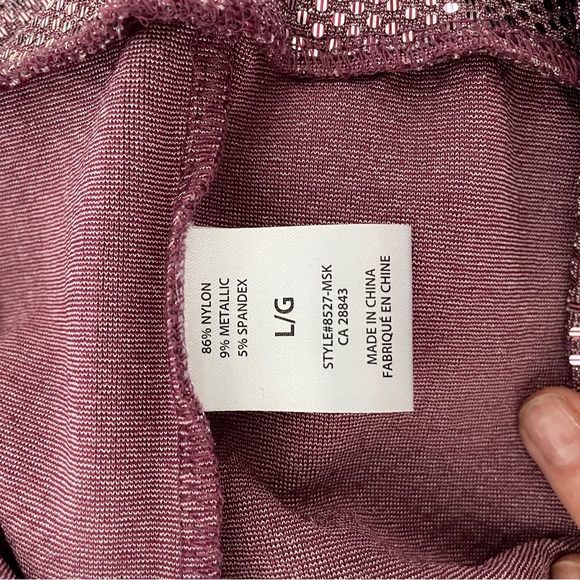 86% NYLON
9% METALLIC
5% SPANDEX
L/G
STYLE#8527-MSK
CA 28843
MADE IN CHINA
FABRIQUÉ EN CHINE